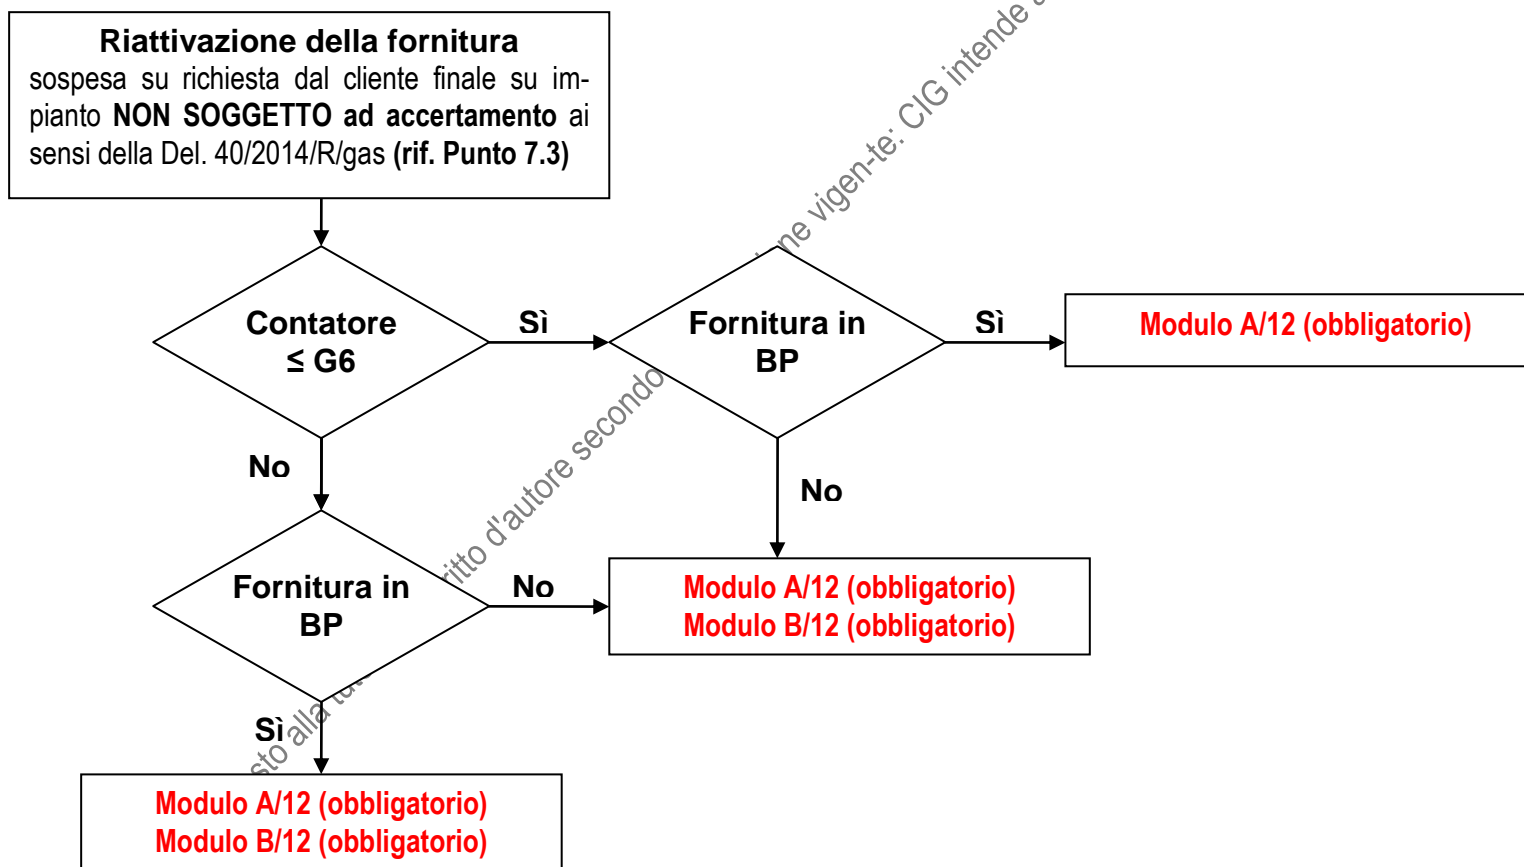 Riattivazione della fornitura
sospesa su richiesta dal cliente finale su im-
pianto NON SOGGETTO ad accertamento ai
sensi della Del. 40/2014/R/gas (rif. Punto 7.3)
Contatore
≤ G6
Sì
Fornitura in
BP
Sì
Modulo A/12 (obbligatorio)
No
No
Fornitura in
BP
No
Modulo A/12 (obbligatorio)
Modulo B/12 (obbligatorio)
Sì
Modulo A/12 (obbligatorio)
Modulo B/12 (obbligatorio)
alla d'autore secondo vigen-te: CIG intende